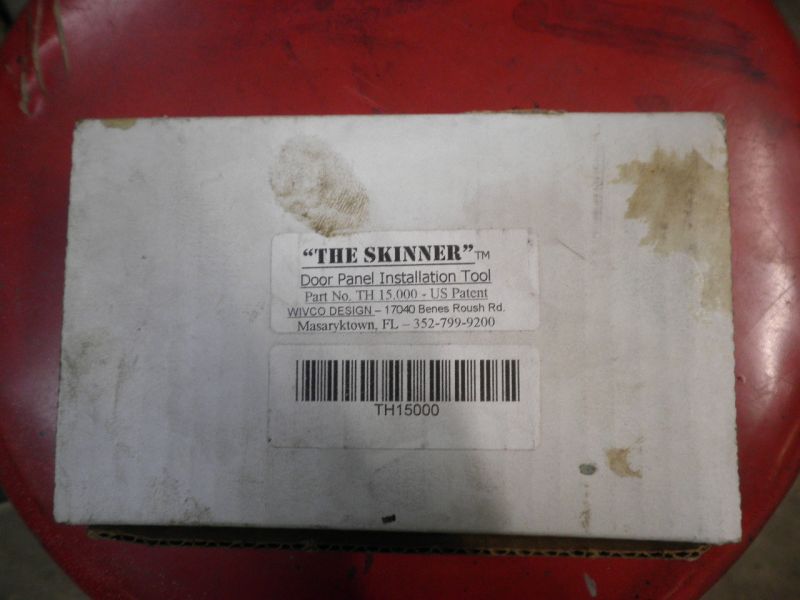 “THE SKINNER”TM
Door Panel Installation Tool
Part No. TH 15,000 - US Patent
WIVCO DESIGN – 17040 Benes Roush Rd.
Masaryktown, FL – 352-799-9200
TH15000